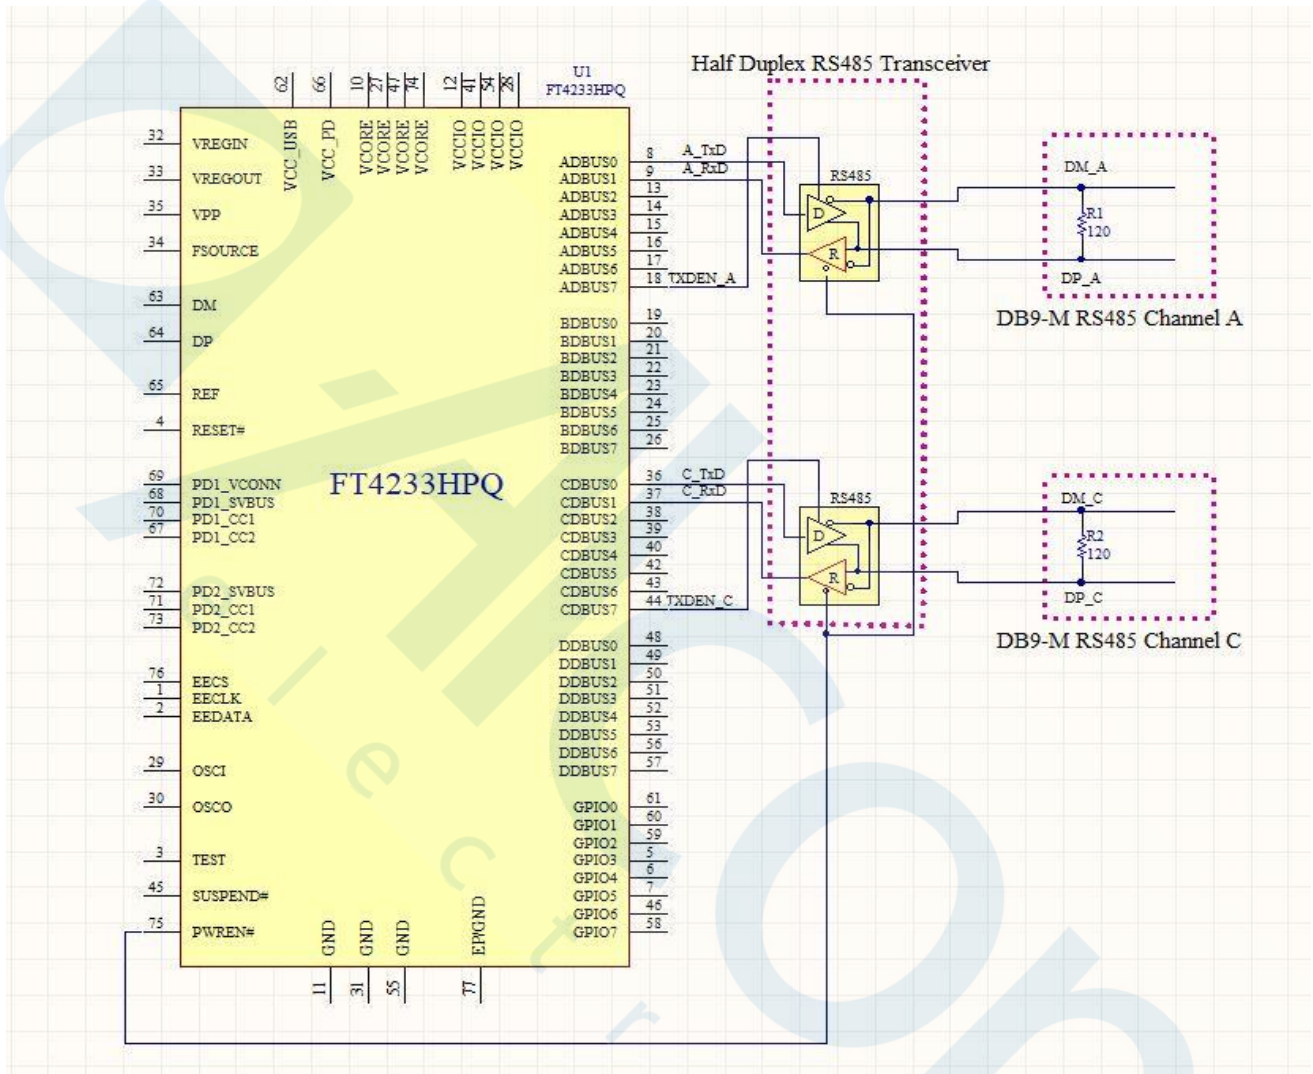 Half Duplex RS485 Transceiver
U1
FT4233HPQ
62
66
10
27
47
74
12
41
54
28
VCC_USB
VCC_PD
VCORE
VCORE
VCORE
VCORE
VCCIO
VCCIO
VCCIO
VCCIO
32 VREGIN
33 VREGOUT
35 VPP
34 FSOURCE
63 DM
64 DP
65 REF
4 RESET#
69 PD1_VCONN
68 PD1_SVBUS
70 PD1_CC1
67 PD1_CC2
72 PD2_SVBUS
71 PD2_CC1
73 PD2_CC2
76 EECS
1 EECLK
2 EEDATA
29 OSCI
30 OSCO
3 TEST
45 SUSPEND#
75 PWREN#
FT4233HPQ
ADBUS0 8 A_TxD
ADBUS1 9 A_RxD
ADBUS2 13
ADBUS3 14
ADBUS4 15
ADBUS5 16
ADBUS6 17
ADBUS7 18 TXDEN_A
BDBUS0 19
BDBUS1 20
BDBUS2 21
BDBUS3 22
BDBUS4 23
BDBUS5 24
BDBUS6 25
BDBUS7 26
CDBUS0 36 C_TxD
CDBUS1 37 C_RxD
CDBUS2 38
CDBUS3 39
CDBUS4 40
CDBUS5 42
CDBUS6 43
CDBUS7 44 TXDEN_C
DDBUS0 48
DDBUS1 49
DDBUS2 50
DDBUS3 51
DDBUS4 52
DDBUS5 53
DDBUS6 56
DDBUS7 57
GPIO0 61
GPIO1 60
GPIO2 59
GPIO3 5
GPIO4 6
GPIO5 7
GPIO6 46
GPIO7 58
GND
GND
GND
EP/GND
11
31
55
77
RS485
D
R
DM_A
R1
120
DP_A
DB9-M RS485 Channel A
RS485
D
R
DM_C
R2
120
DP_C
DB9-M RS485 Channel C